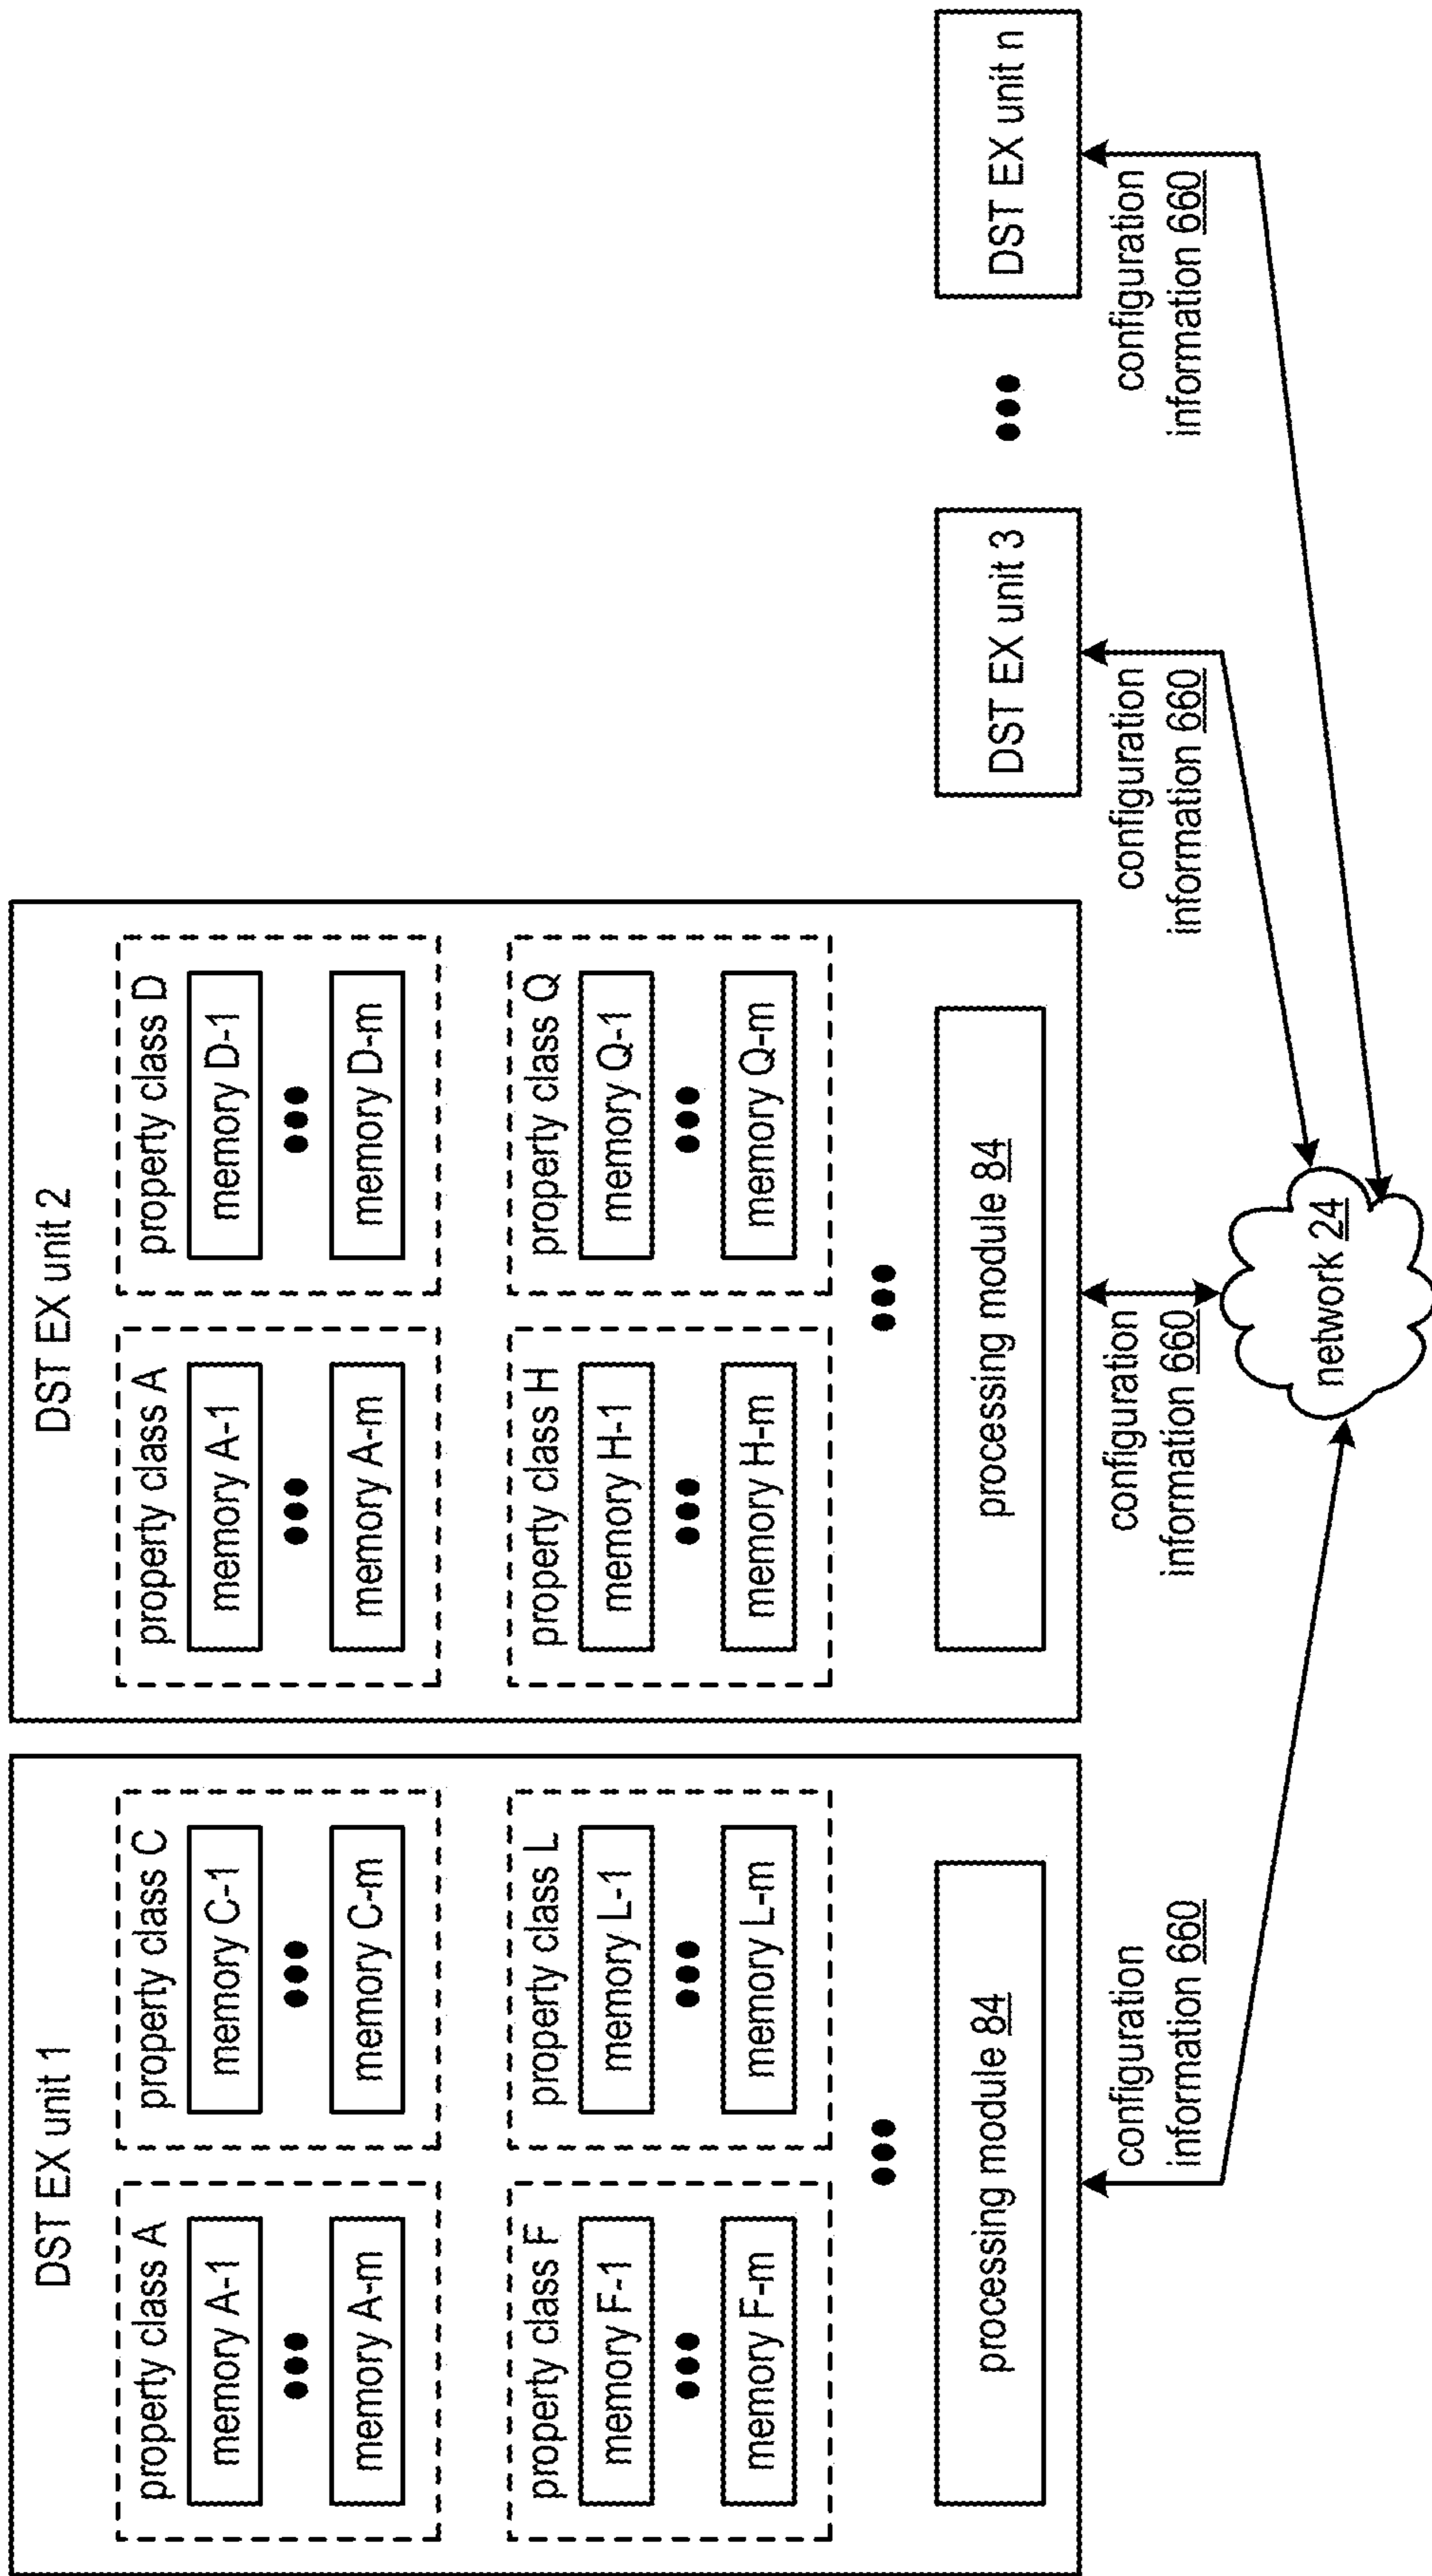 DST EX unit 1
property class A
memory A-1
memory A-m
property class C
memory C-1
memory C-m
property class F
memory F-1
memory F-m
property class L
memory L-1
memory L-m
processing module 84
DST EX unit 2
property class A
memory A-1
memory A-m
property class D
memory D-1
memory D-m
property class H
memory H-1
memory H-m
property class Q
memory Q-1
memory Q-m
processing module 84
DST EX unit 3
DST EX unit n
configuration
information 660
configuration
information 660
configuration
information 660
configuration
information 660
network 24